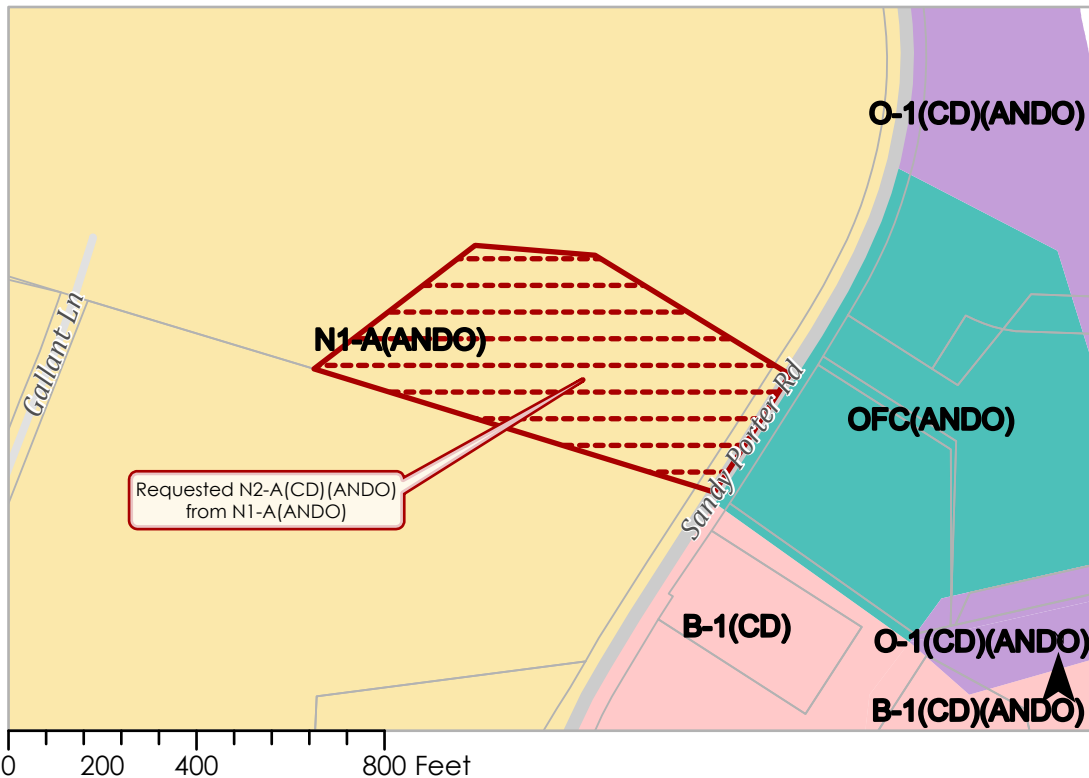 O-1(CD)(ANDO)
Gallant Ln
N1-A(ANDO)
Sandy Porter Rd
OFC(ANDO)
Requested N2-A(CD)(ANDO)
from N1-A(ANDO)
B-1(CD)
O-1(CD)(ANDO)
B-1(CD)(ANDO)
0 200 400 800 Feet